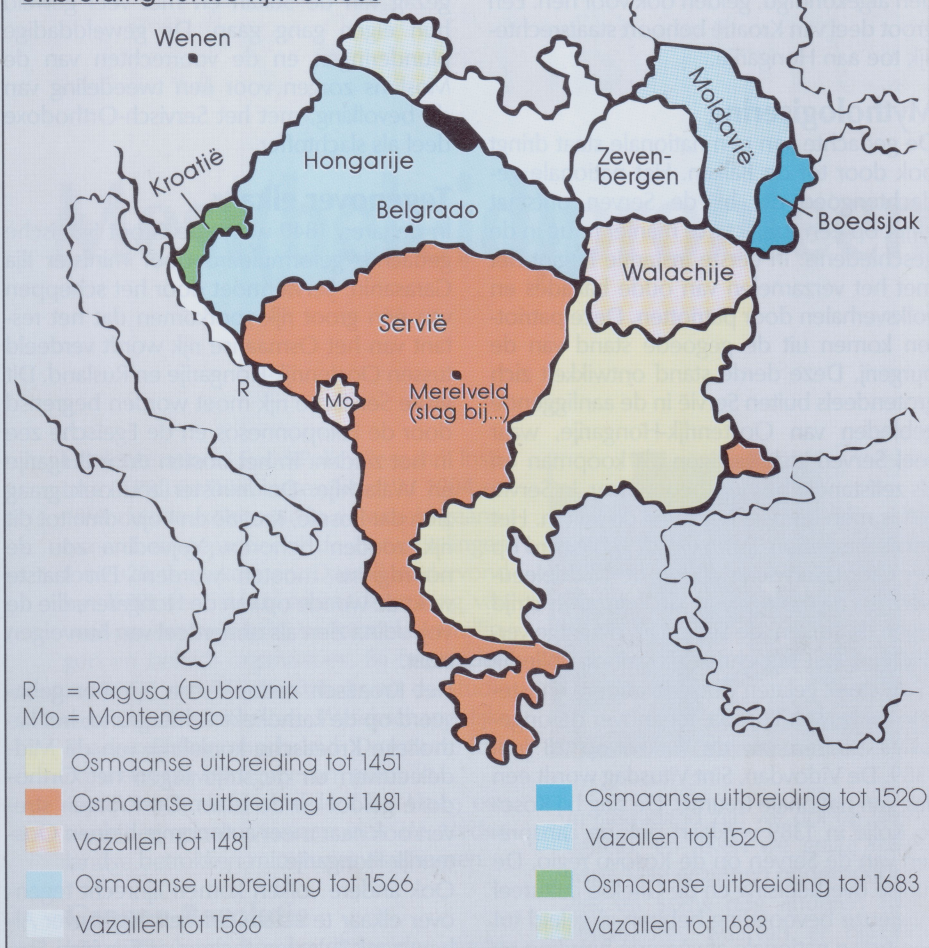 Wenen
Kroatië
Hongarije
Belgrado
Zeven-
bergen
Moldavië
Boedsjak
Walachije
Servië
R
Mo
Merelveld
(slag bij...)
R = Ragusa (Dubrovnik
Mo = Montenegro
Osmaanse uitbreiding tot 1451
Osmaanse uitbreiding tot 1481
Vazallen tot 1481
Osmaanse uitbreiding tot 1566
Vazallen tot 1566
Osmaanse uitbreiding tot 1520
Vazallen tot 1520
Osmaanse uitbreiding tot 1683
Vazallen tot 1683